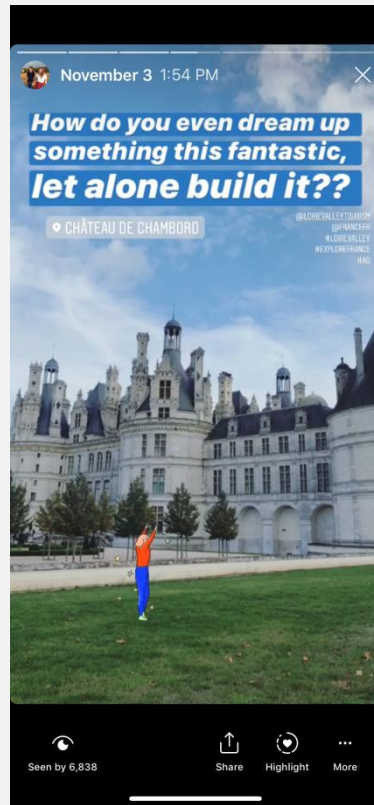 November 3 1:54 PM
How do you even dream up
something this fantastic,
let alone build it??
CHÂTEAU DE CHAMBORD
@LOIREVALLEYTOURISM
@FRANCEFR
#LOIREVALLEY
#EXPLOREFRANCE
#AD
Seen by 6,838
Share
Highlight
More